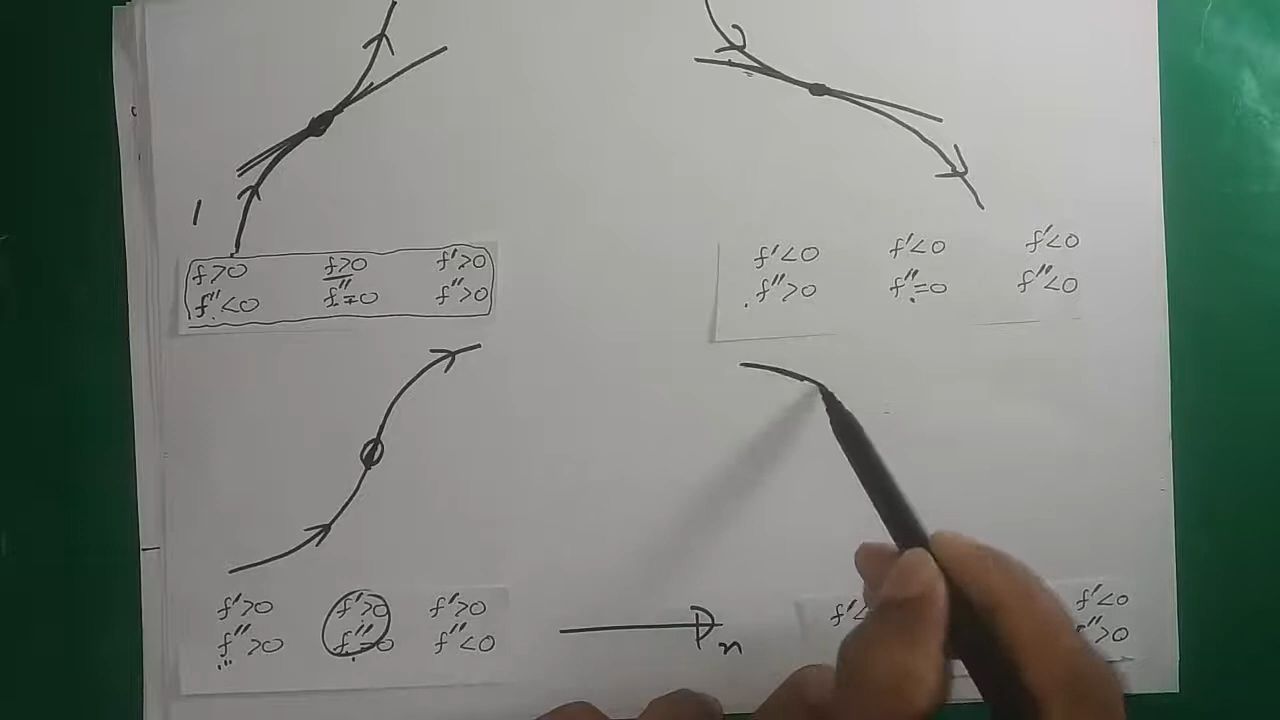 f>0 f>0 f'>0
f''<0 f''=0 f''>0
f'<0 f'<0 f'<0
f''>0 f''=0 f''<0
f'>0 f'>0 f'>0
f''>0 f''=0 f''<0
n
f'< f'<0
>0